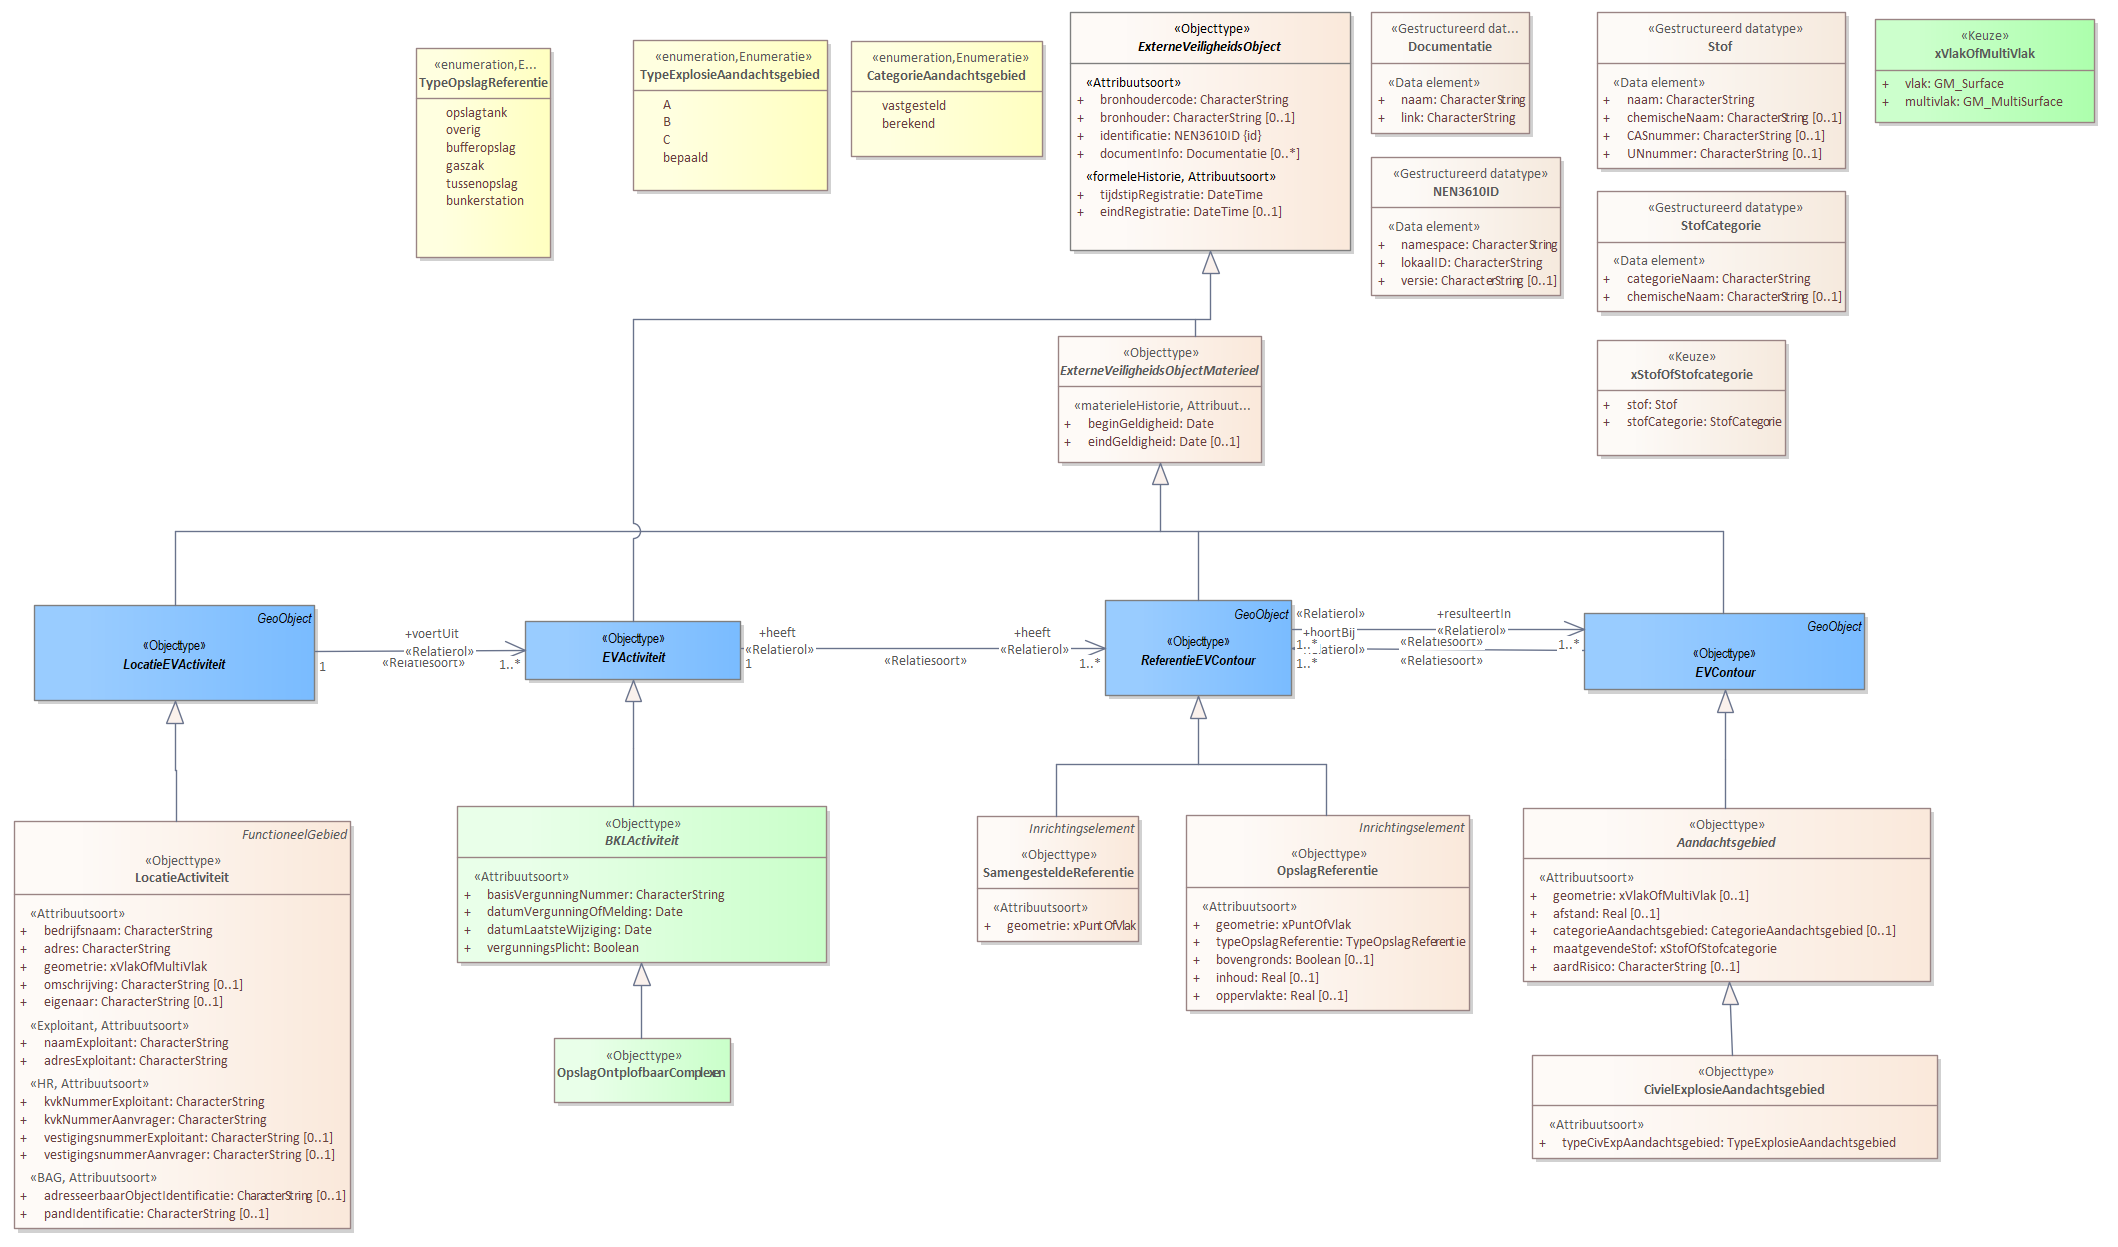 «enumeration,E...
TypeOpslagReferentie
opslagtank
overig
bufferopslag
gaszak
tussenopslag
bunkerstation
«enumeration,Enumeratie»
TypeExplosieAandachtsgebied
A
B
C
bepaald
«enumeration,Enumeratie»
CategorieAandachtsgebied
vastgesteld
berekend
«Objecttype»
ExterneVeiligheidsObject
«Attribuutsoort»
+ bronhoudercode: CharacterString
+ bronhouder: CharacterString [0..1]
+ identificatie: NEN3610ID {id}
+ documentInfo: Documentatie [0..*]
«formeleHistorie, Attribuutsoort»
+ tijdstipRegistratie: DateTime
+ eindRegistratie: DateTime [0..1]
«Gestructureerd dat...
Documentatie
«Data element»
+ naam: CharacterString
+ link: CharacterString
«Gestructureerd datatype»
NEN3610ID
«Data element»
+ namespace: CharacterString
+ lokaalID: CharacterString
+ versie: CharacterString [0..1]
«Gestructureerd datatype»
Stof
«Data element»
+ naam: CharacterString
+ chemischeNaam: CharacterString [0..1]
+ CASnummer: CharacterString [0..1]
+ UNnummer: CharacterString [0..1]
«Gestructureerd datatype»
StofCategorie
«Data element»
+ categorieNaam: CharacterString
+ chemischeNaam: CharacterString [0..1]
«Keuze»
xStofOfStofcategorie
+ stof: Stof
+ stofCategorie: StofCategorie
«Keuze»
xVlakOfMultiVlak
+ vlak: GM_Surface
+ multivlak: GM_MultiSurface
«Objecttype»
ExterneVeiligheidsObjectMaterieel
«materieleHistorie, Attribuut...
+ beginGeldigheid: Date
+ eindGeldigheid: Date [0..1]
GeoObject
«Objecttype»
LocatieEVActiviteit
+voertUit
«Relatierol»
«Relatiesoort»
1
1..*
«Objecttype»
EVActiviteit
+heeft
«Relatierol»
1
«Relatiesoort»
+heeft
«Relatierol»
1..*
GeoObject
«Objecttype»
ReferentieEVContour
«Relatierol»
+hoortBij
1..*
«Relatierol»
1..*
+resulteertIn
«Relatierol»
«Relatiesoort»
«Relatiesoort»
1..*
GeoObject
«Objecttype»
EVContour
FunctioneelGebied
«Objecttype»
LocatieActiviteit
«Attribuutsoort»
+ bedrijfsnaam: CharacterString
+ adres: CharacterString
+ geometrie: xVlakOfMultiVlak
+ omschrijving: CharacterString [0..1]
+ eigenaar: CharacterString [0..1]
«Exploitant, Attribuutsoort»
+ naamExploitant: CharacterString
+ adresExploitant: CharacterString
«HR, Attribuutsoort»
+ kvkNummerExploitant: CharacterString
+ kvkNummerAanvrager: CharacterString
+ vestigingsnummerExploitant: CharacterString [0..1]
+ vestigingsnummerAanvrager: CharacterString [0..1]
«BAG, Attribuutsoort»
+ adresseerbaarObjectIdentificatie: CharacterString [0..1]
+ pandIdentificatie: CharacterString [0..1]
«Objecttype»
BKLActiviteit
«Attribuutsoort»
+ basisVergunningNummer: CharacterString
+ datumVergunningOfMelding: Date
+ datumLaatsteWijziging: Date
+ vergunningsPlicht: Boolean
«Objecttype»
OpslagOntplofbaarComplexen
Inrichtingselement
«Objecttype»
SamengesteldeReferentie
«Attribuutsoort»
+ geometrie: xPuntOfVlak
Inrichtingselement
«Objecttype»
OpslagReferentie
«Attribuutsoort»
+ geometrie: xPuntOfVlak
+ typeOpslagReferentie: TypeOpslagReferentie
+ bovengronds: Boolean [0..1]
+ inhoud: Real [0..1]
+ oppervlakte: Real [0..1]
«Objecttype»
Aandachtsgebied
«Attribuutsoort»
+ geometrie: xVlakOfMultiVlak [0..1]
+ afstand: Real [0..1]
+ categorieAandachtsgebied: CategorieAandachtsgebied [0..1]
+ maatgevendeStof: xStofOfStofcategorie
+ aardRisico: CharacterString [0..1]
«Objecttype»
CivielExplosieAandachtsgebied
«Attribuutsoort»
+ typeCivExpAandachtsgebied: TypeExplosieAandachtsgebied